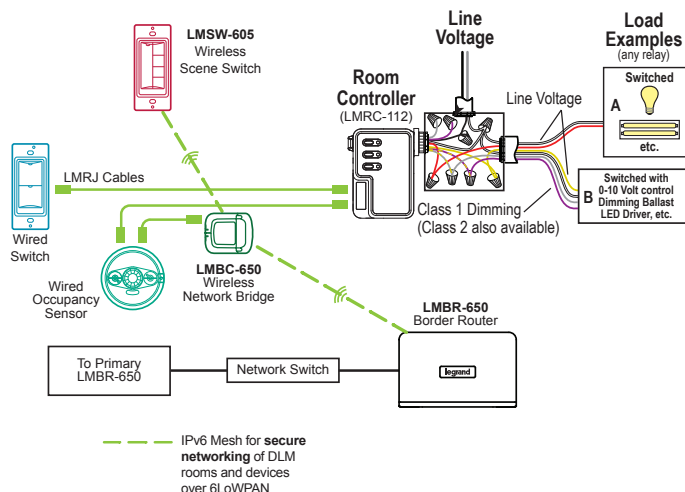 LMSW-605
Wireless
Scene Switch
Line
Voltage
Load
Examples
(any relay)
Switched
A
etc.
Room
Controller
(LMRC-112)
Line Voltage
LMRJ Cables
B
Switched with
0-10 Volt control
Dimming Ballast
LED Driver, etc.
Class 1 Dimming
(Class 2 also available)
Wired
Switch
LMBC-650
Wireless
Network Bridge
Wired
Occupancy
Sensor
LMBR-650
Border Router
legrand
To Primary
LMBR-650
Network Switch
IPv6 Mesh for secure
networking of DLM
rooms and devices
over 6LoWPAN